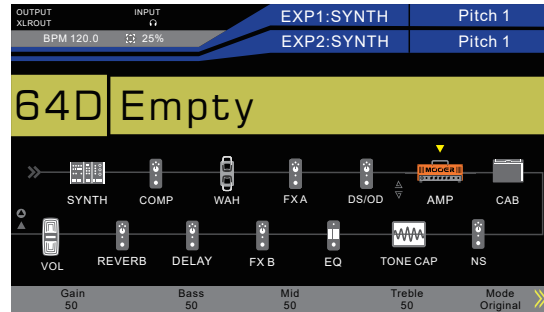 OUTPUT INPUT EXP1:SYNTH Pitch 1
XLROUT
BPM 120.0 25% EXP2:SYNTH Pitch 1
64D Empty
MOOER
SYNTH COMP WAH FX A DS/OD AMP CAB
VOL REVERB DELAY FX B EQ TONE CAP NS
Gain Bass Mid Treble Mode
50 50 50 50 Original